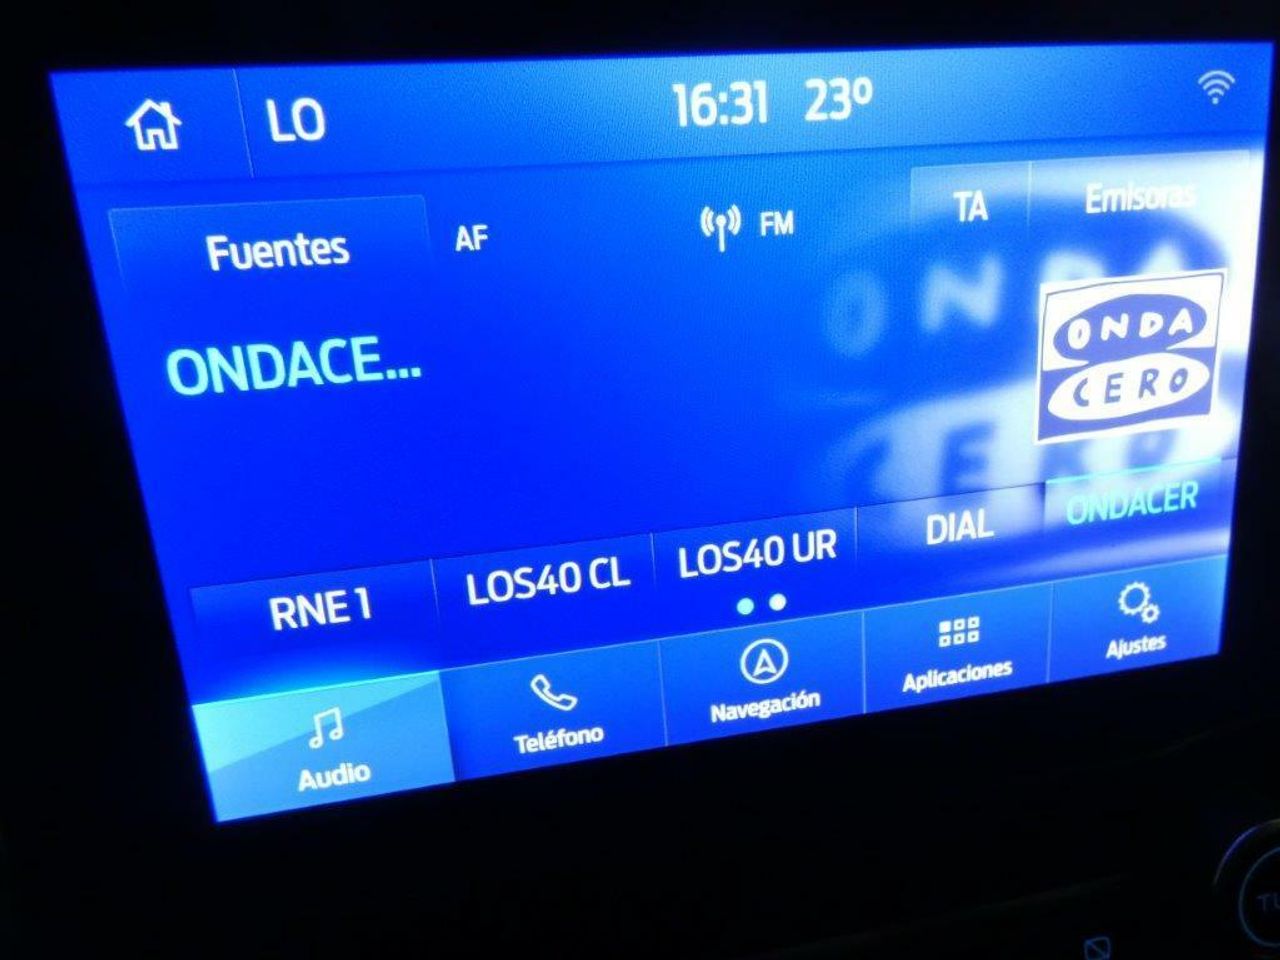 LO
16:31 23º
Fuentes
AF
FM
TA
Emisoras
ONDACE...
ONDA
CERO
RNE 1
LOS40 CL
LOS40 UR
DIAL
ONDACER
Audio
Teléfono
Navegación
Aplicaciones
Ajustes